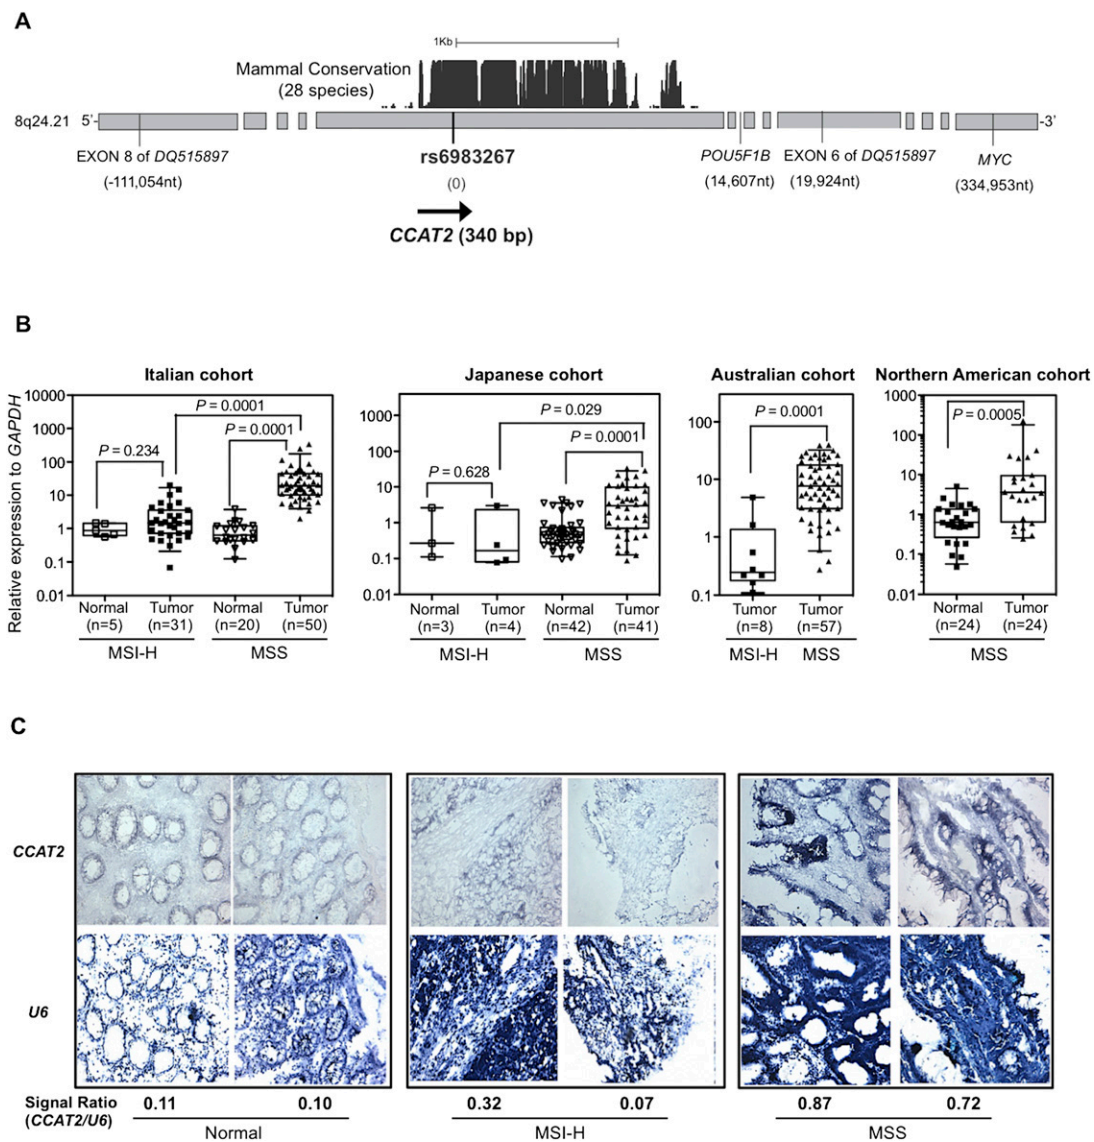 A
1Kb
Mammal Conservation
(28 species)
8q24.21 5'- -3'
EXON 8 of DQ515897
(-111,054nt)
rs6983267
(0)
POU5F1B
(14,607nt)
EXON 6 of DQ515897
(19,924nt)
MYC
(334,953nt)
CCAT2 (340 bp)
B
Relative expression to GAPDH
Italian cohort
10000
1000
100
10
1
0.1
0.01
P = 0.234
P = 0.0001
P = 0.0001
Normal Tumor Normal Tumor
(n=5) (n=31) (n=20) (n=50)
MSI-H MSS
Japanese cohort
1000
100
10
1
0.1
0.01
P = 0.628
P = 0.029
P = 0.0001
Normal Tumor Normal Tumor
(n=3) (n=4) (n=42) (n=41)
MSI-H MSS
Australian cohort
100
10
1
0.1
P = 0.0001
Tumor Tumor
(n=8) (n=57)
MSI-H MSS
Northern American cohort
1000
100
10
1
0.1
0.01
P = 0.0005
Normal Tumor
(n=24) (n=24)
MSS
C
CCAT2
U6
Signal Ratio
(CCAT2/U6)
0.11 0.10 0.32 0.07 0.87 0.72
Normal MSI-H MSS